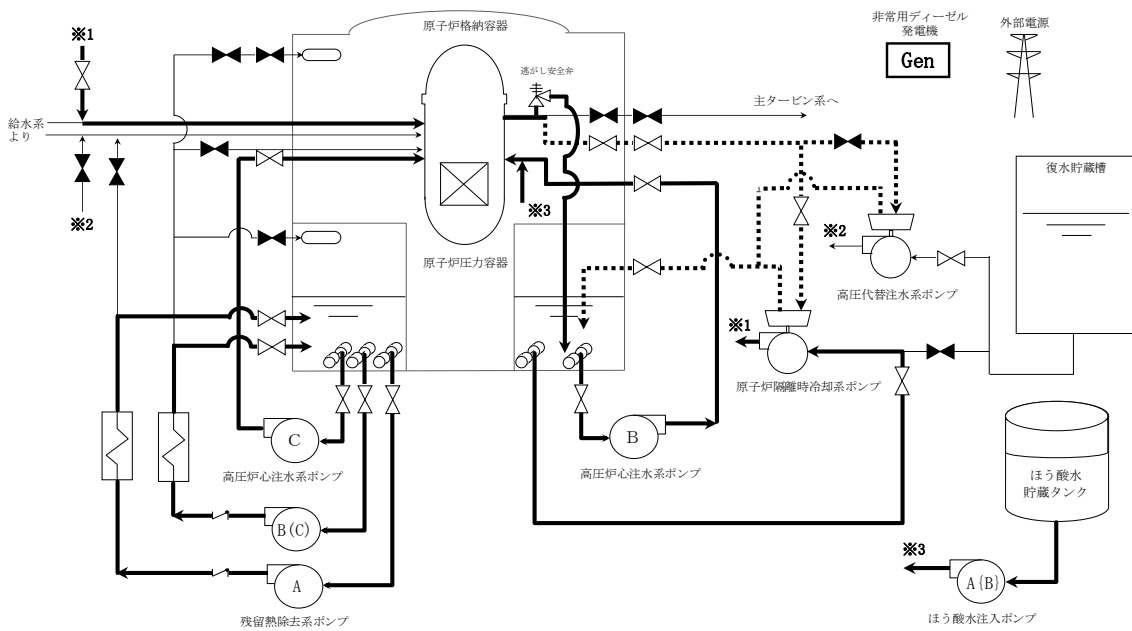 原子炉格納容器
非常用ディーゼル
発電機
Gen
外部電源
※1
逃がし安全弁
主タービン系へ
給水系
より
復水貯蔵槽
※2
※3
※2
原子炉圧力容器
高圧代替注水系ポンプ
※1
原子炉隔離時冷却系ポンプ
C
B
高圧炉心注水系ポンプ
高圧炉心注水系ポンプ
ほう酸水
貯蔵タンク
B(C)
※3
A
A{B}
残留熱除去系ポンプ
ほう酸水注入ポンプ